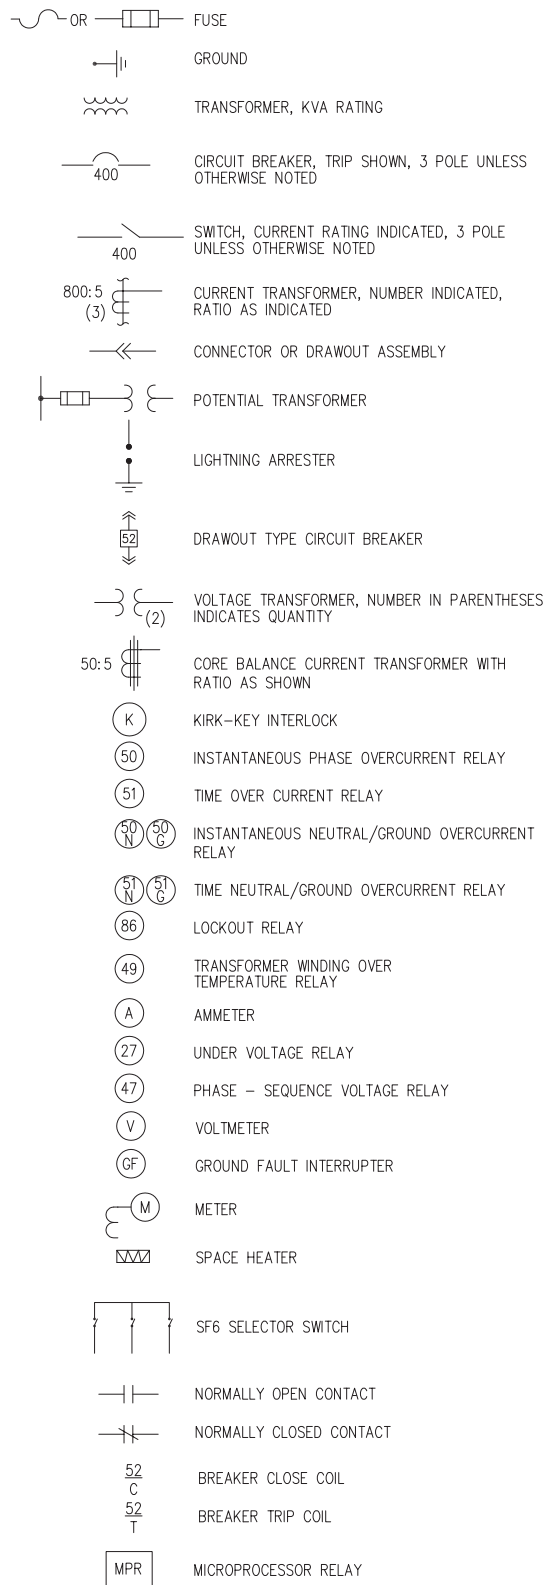 OR FUSE
GROUND
TRANSFORMER, KVA RATING
CIRCUIT BREAKER, TRIP SHOWN, 3 POLE UNLESS
400 OTHERWISE NOTED
SWITCH, CURRENT RATING INDICATED, 3 POLE
400 UNLESS OTHERWISE NOTED
800:5 CURRENT TRANSFORMER, NUMBER INDICATED,
(3) RATIO AS INDICATED
CONNECTOR OR DRAWOUT ASSEMBLY
POTENTIAL TRANSFORMER
LIGHTNING ARRESTER
52 DRAWOUT TYPE CIRCUIT BREAKER
VOLTAGE TRANSFORMER, NUMBER IN PARENTHESES
(2) INDICATES QUANTITY
50:5 CORE BALANCE CURRENT TRANSFORMER WITH
RATIO AS SHOWN
K KIRK-KEY INTERLOCK
50 INSTANTANEOUS PHASE OVERCURRENT RELAY
51 TIME OVER CURRENT RELAY
50 N 50 G INSTANTANEOUS NEUTRAL/GROUND OVERCURRENT
RELAY
51 N 51 G TIME NEUTRAL/GROUND OVERCURRENT RELAY
86 LOCKOUT RELAY
49 TRANSFORMER WINDING OVER
TEMPERATURE RELAY
A AMMETER
27 UNDER VOLTAGE RELAY
47 PHASE - SEQUENCE VOLTAGE RELAY
V VOLTMETER
GF GROUND FAULT INTERRUPTER
M METER
SPACE HEATER
SF6 SELECTOR SWITCH
NORMALLY OPEN CONTACT
NORMALLY CLOSED CONTACT
52
C BREAKER CLOSE COIL
52
T BREAKER TRIP COIL
MPR MICROPROCESSOR RELAY